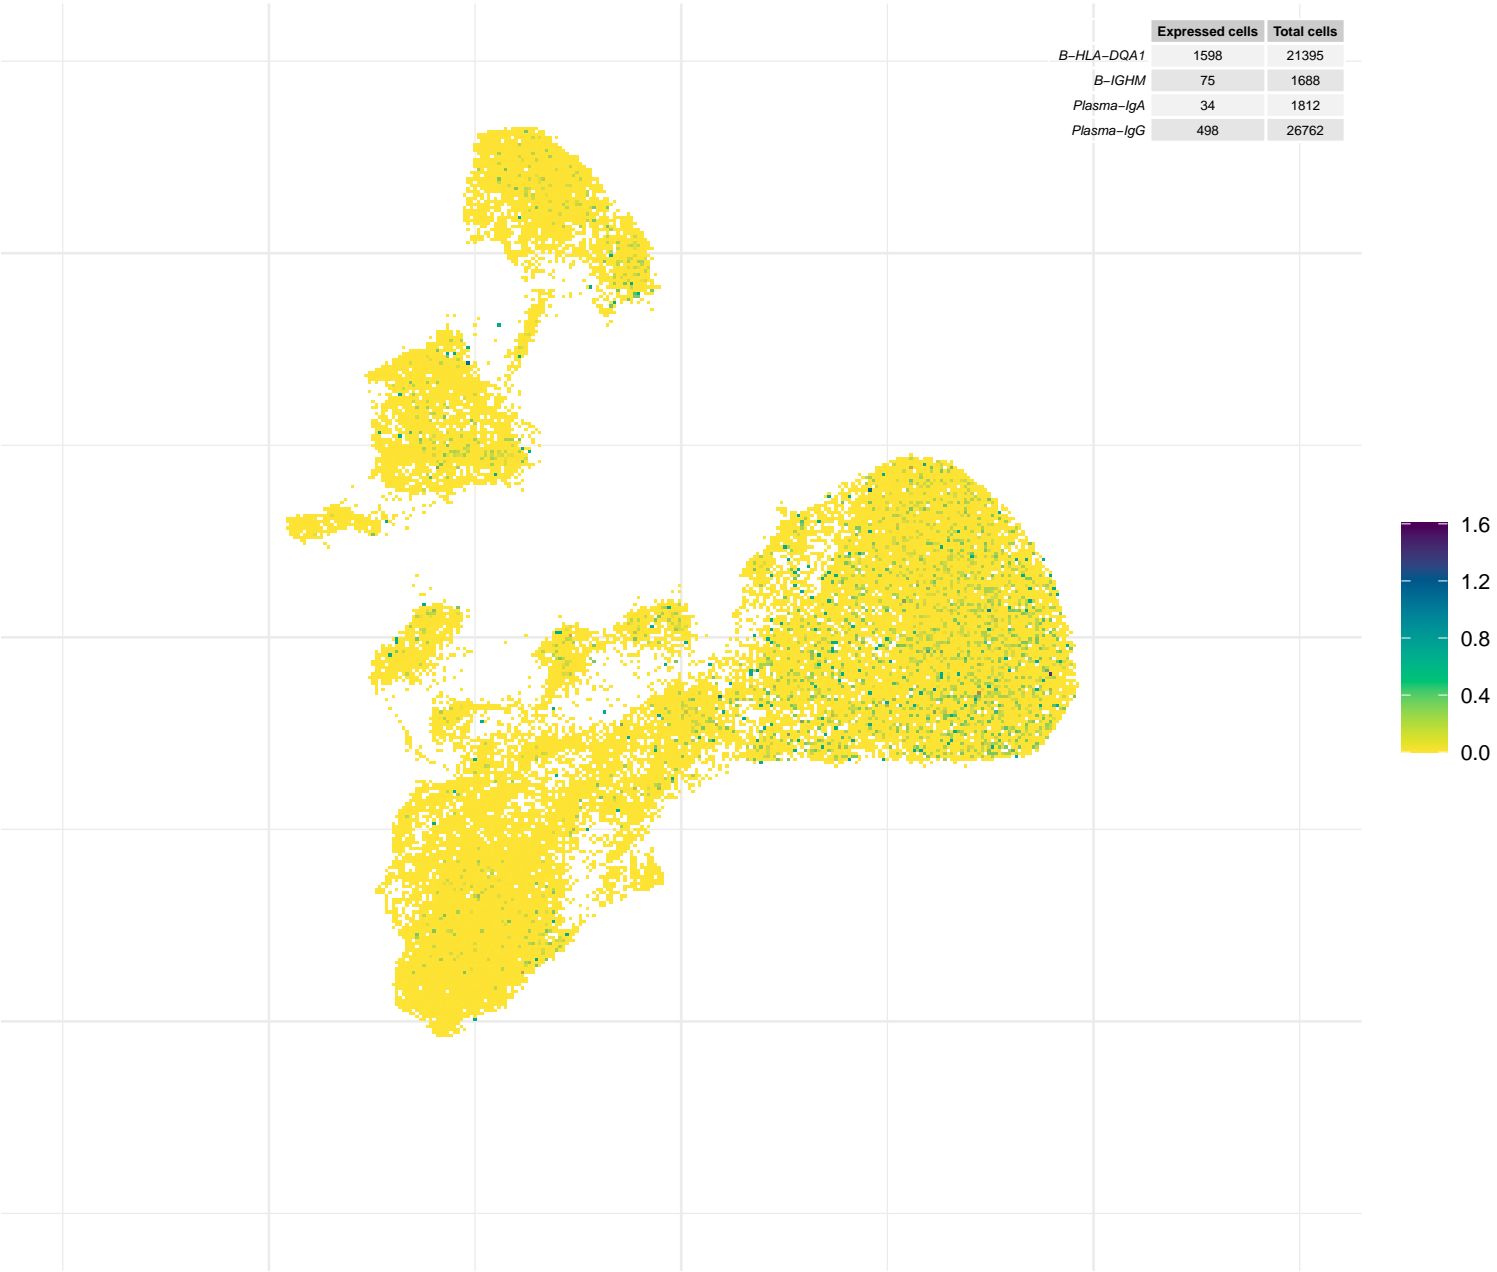 Expressed cells Total cells
B−HLA−DQA1 1598 21395
B−IGHM 75 1688
Plasma−IgA 34 1812
Plasma−IgG 498 26762
1.6
1.2
0.8
0.4
0.0